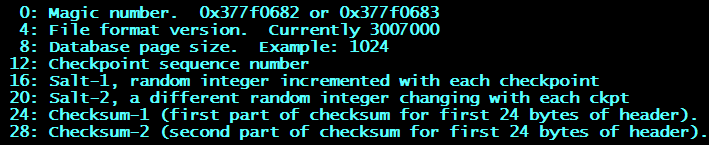 0: Magic number.  0x377f0682 or 0x377f0683
4: File format version.  Currently 3007000
8: Database page size.  Example: 1024
12: Checkpoint sequence number
16: Salt-1, random integer incremented with each checkpoint
20: Salt-2, a different random integer changing with each ckpt
24: Checksum-1 (first part of checksum for first 24 bytes of header).
28: Checksum-2 (second part of checksum for first 24 bytes of header).